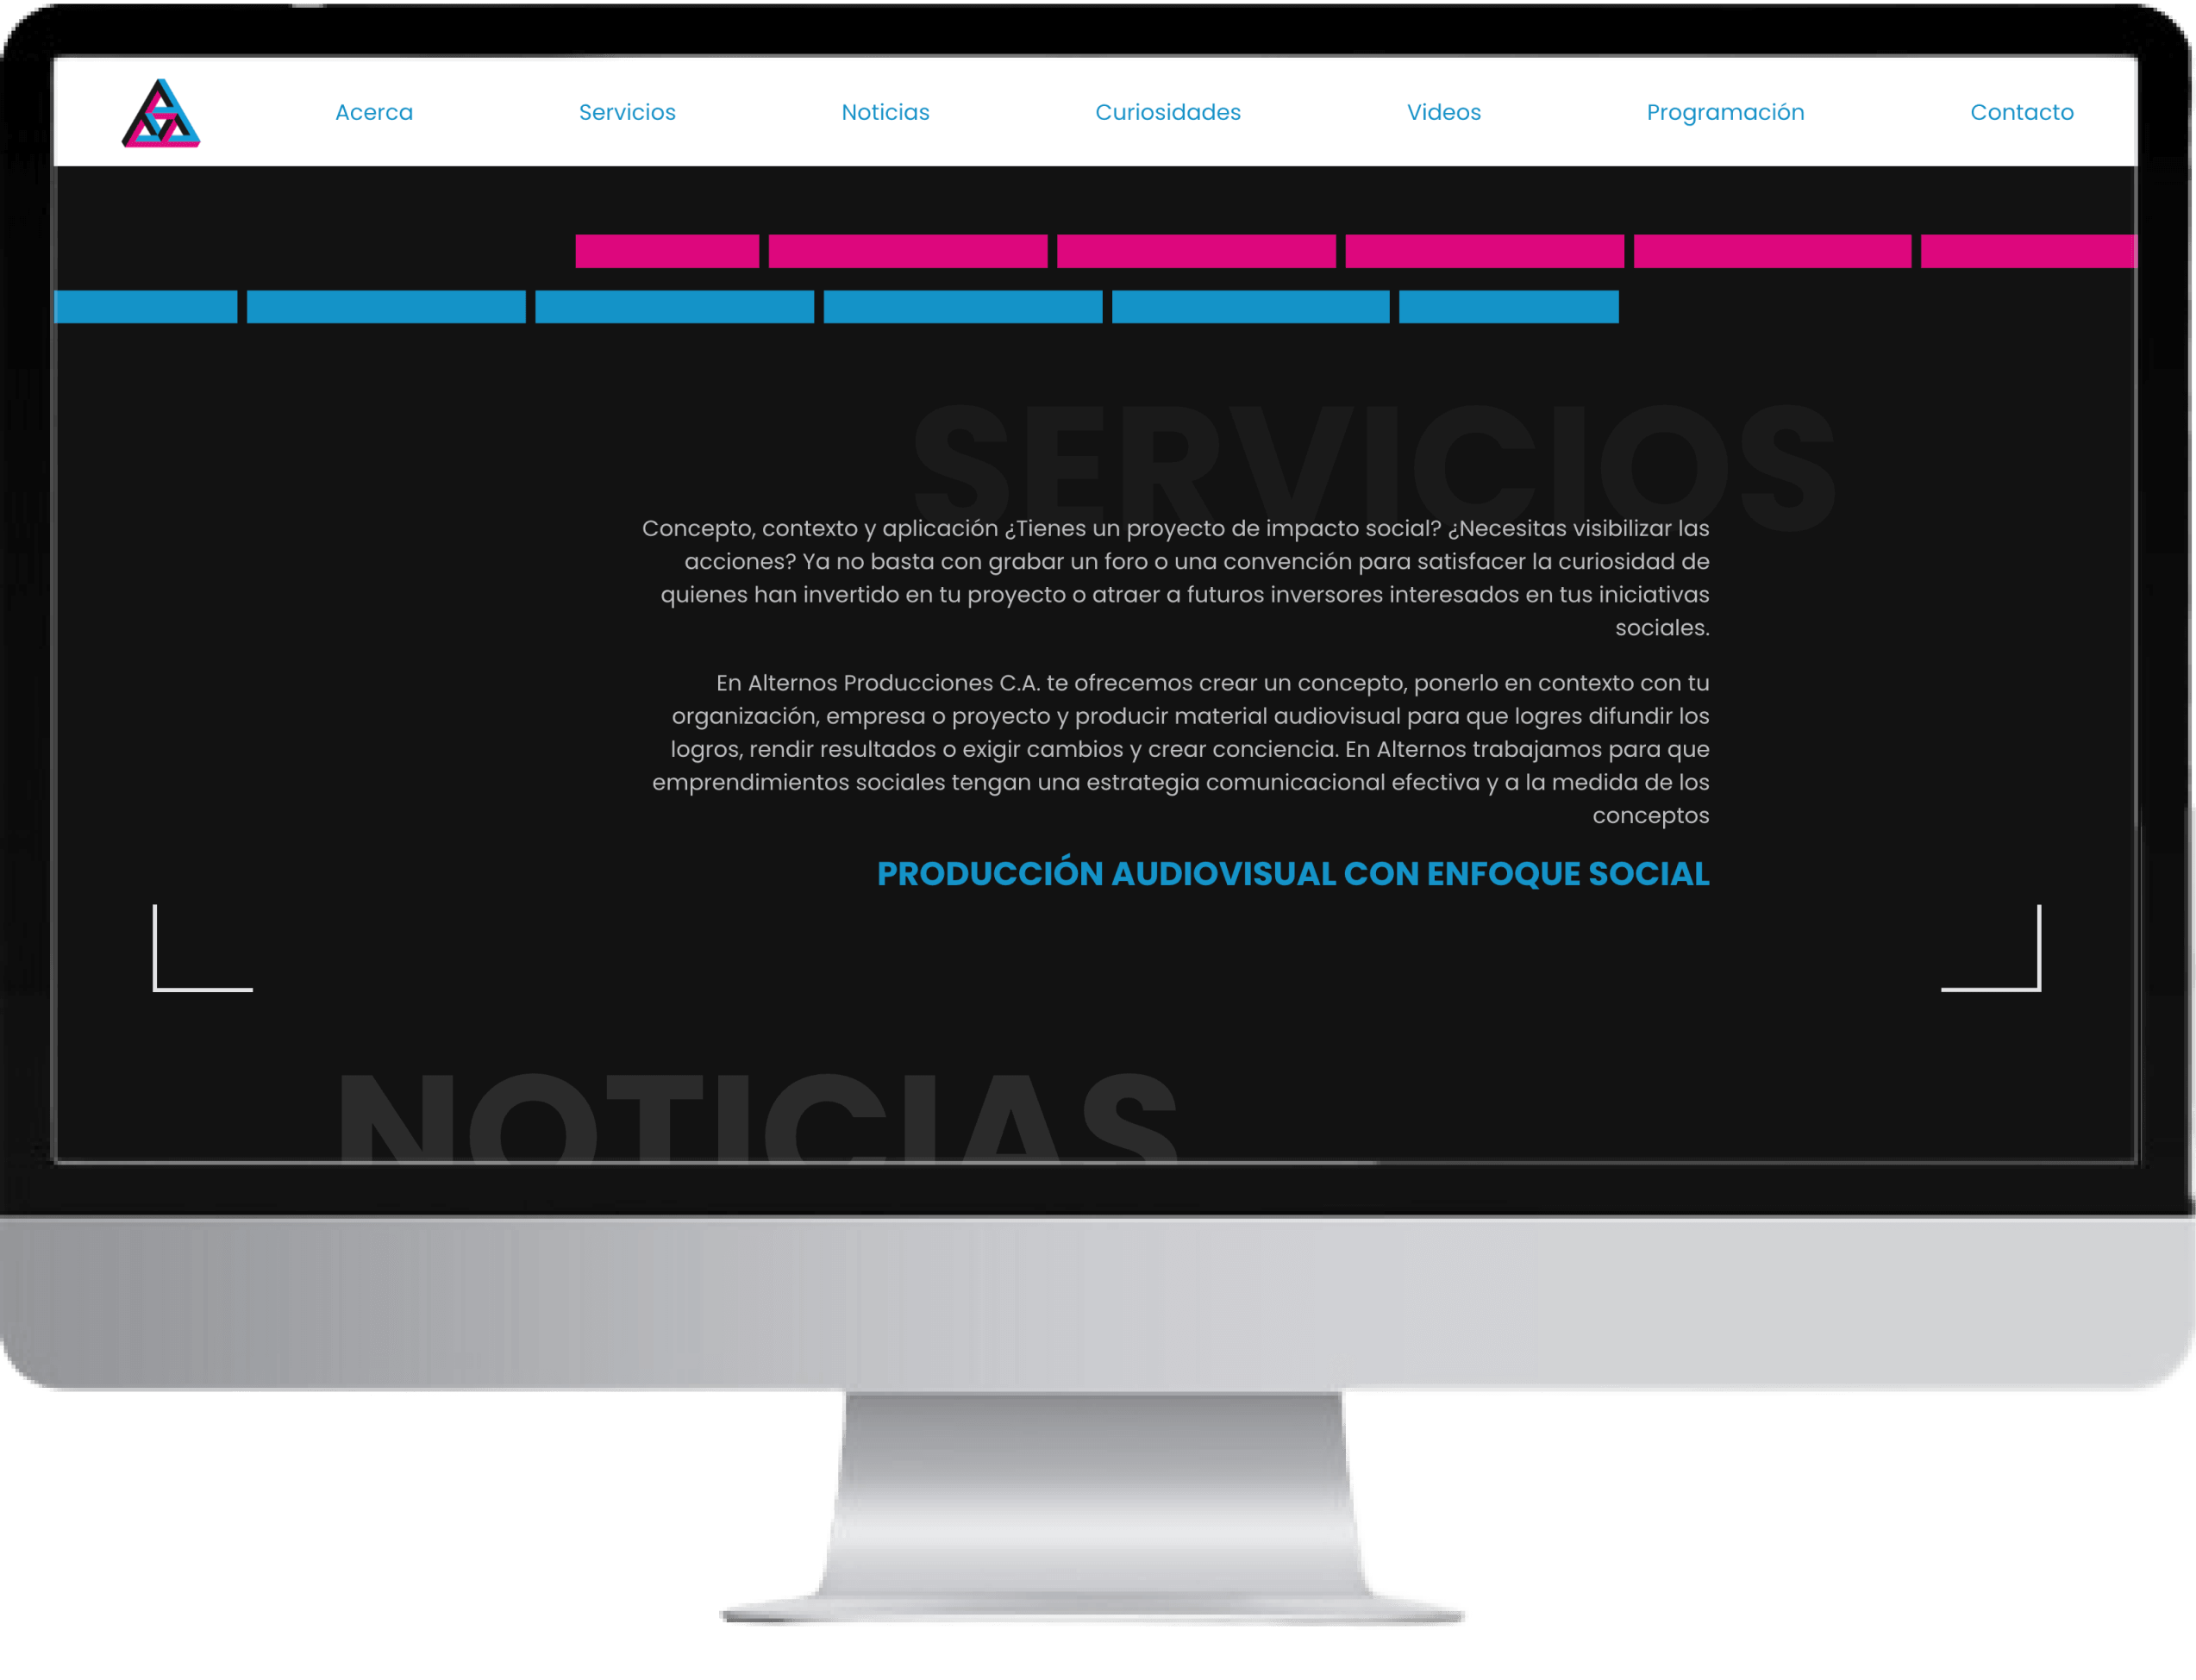 Acerca Servicios Noticias Curiosidades Videos Programación Contacto
SERVICIOS
Concepto, contexto y aplicación ¿Tienes un proyecto de impacto social? ¿Necesitas visibilizar las
acciones? Ya no basta con grabar un foro o una convención para satisfacer la curiosidad de
quienes han invertido en tu proyecto o atraer a futuros inversores interesados en tus iniciativas
sociales.
En Alternos Producciones C.A. te ofrecemos crear un concepto, ponerlo en contexto con tu
organización, empresa o proyecto y producir material audiovisual para que logres difundir los
logros, rendir resultados o exigir cambios y crear conciencia. En Alternos trabajamos para que
emprendimientos sociales tengan una estrategia comunicacional efectiva y a la medida de los
conceptos
PRODUCCIÓN AUDIOVISUAL CON ENFOQUE SOCIAL
NOTICIAS